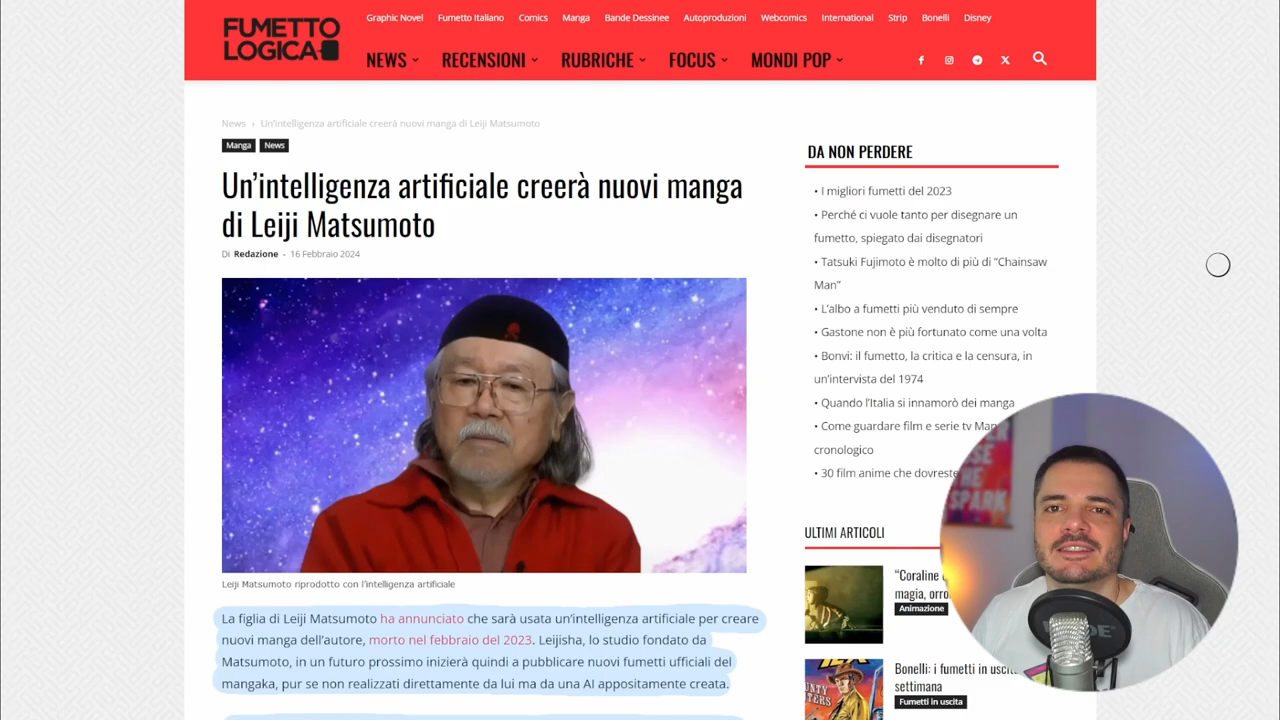 FUMETTO
LOGICA
Graphic Novel
Fumetto Italiano
Comics
Manga
Bande Dessinee
Autoproduzioni
Webcomics
International
Strip
Bonelli
Disney
NEWS
RECENSIONI
RUBRICHE
FOCUS
MONDI POP
News › Un'intelligenza artificiale creerà nuovi manga di Leiji Matsumoto
Manga
News
Un'intelligenza artificiale creerà nuovi manga
di Leiji Matsumoto
Di Redazione - 16 Febbraio 2024
Leiji Matsumoto riprodotto con l'intelligenza artificiale
La figlia di Leiji Matsumoto ha annunciato che sarà usata un'intelligenza artificiale per creare
nuovi manga dell'autore, morto nel febbraio del 2023. Leijisha, lo studio fondato da
Matsumoto, in un futuro prossimo inizierà quindi a pubblicare nuovi fumetti ufficiali del
mangaka, pur se non realizzati direttamente da lui ma da una AI appositamente creata.
DA NON PERDERE
• I migliori fumetti del 2023
• Perché ci vuole tanto per disegnare un
fumetto, spiegato dai disegnatori
• Tatsuki Fujimoto è molto di più di "Chainsaw
Man"
• L'albo a fumetti più venduto di sempre
• Gastone non è più fortunato come una volta
• Bonvi: il fumetto, la critica e la censura, in
un'intervista del 1974
• Quando l'Italia si innamorò dei manga
• Come guardare film e serie tv Mar
cronologico
• 30 film anime che dovreste
ULTIMI ARTICOLI
"Coraline
magia, orro
Animazione
Bonelli: i fumetti in uscita
settimana
Fumetti in uscita
THE
SPARK